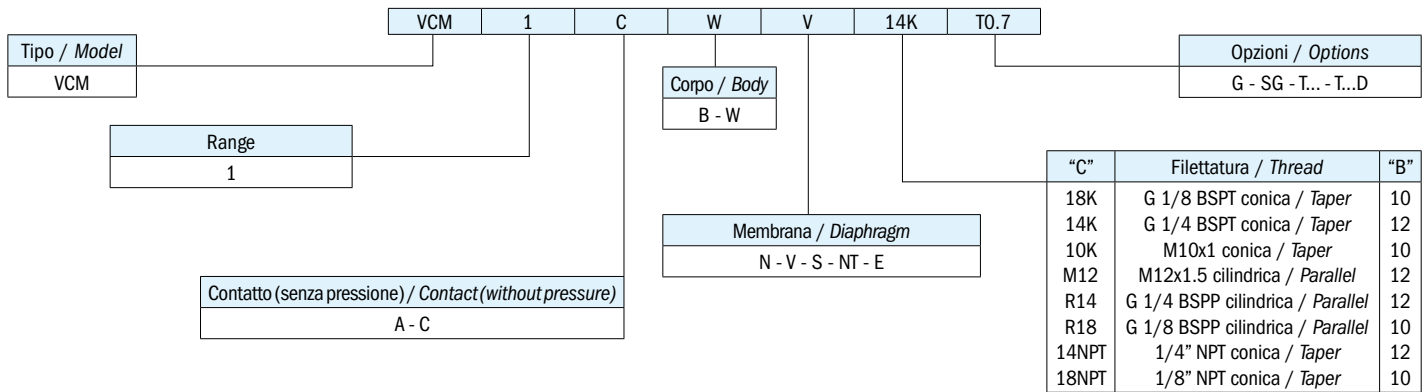 VCM 1 C W V 14K T0.7
Tipo / Model
VCM
Opzioni / Options
G - SG - T... - T...D
Corpo / Body
B - W
Range
1
"C" Filettatura / Thread "B"
18K G 1/8 BSPT conica / Taper 10
14K G 1/4 BSPT conica / Taper 12
10K M10x1 conica / Taper 10
M12 M12x1.5 cilindrica / Parallel 12
R14 G 1/4 BSPP cilindrica / Parallel 12
R18 G 1/8 BSPP cilindrica / Parallel 10
14NPT 1/4” NPT conica / Taper 12
18NPT 1/8” NPT conica / Taper 10
Membrana / Diaphragm
N - V - S - NT - E
Contatto (senza pressione) / Contact (without pressure)
A - C